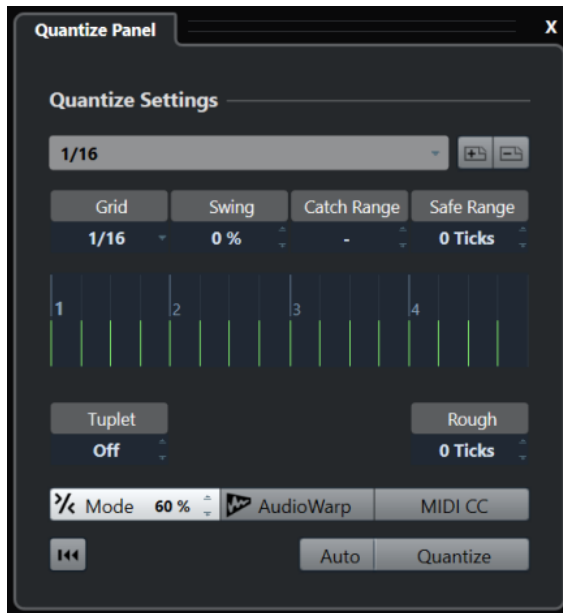 Quantize Panel X
Quantize Settings
1/16
Grid Swing Catch Range Safe Range
1/16 0 % - 0 Ticks
1 2 3 4
Tuplet Rough
Off 0 Ticks
Mode 60 % AudioWarp MIDI CC
Auto Quantize